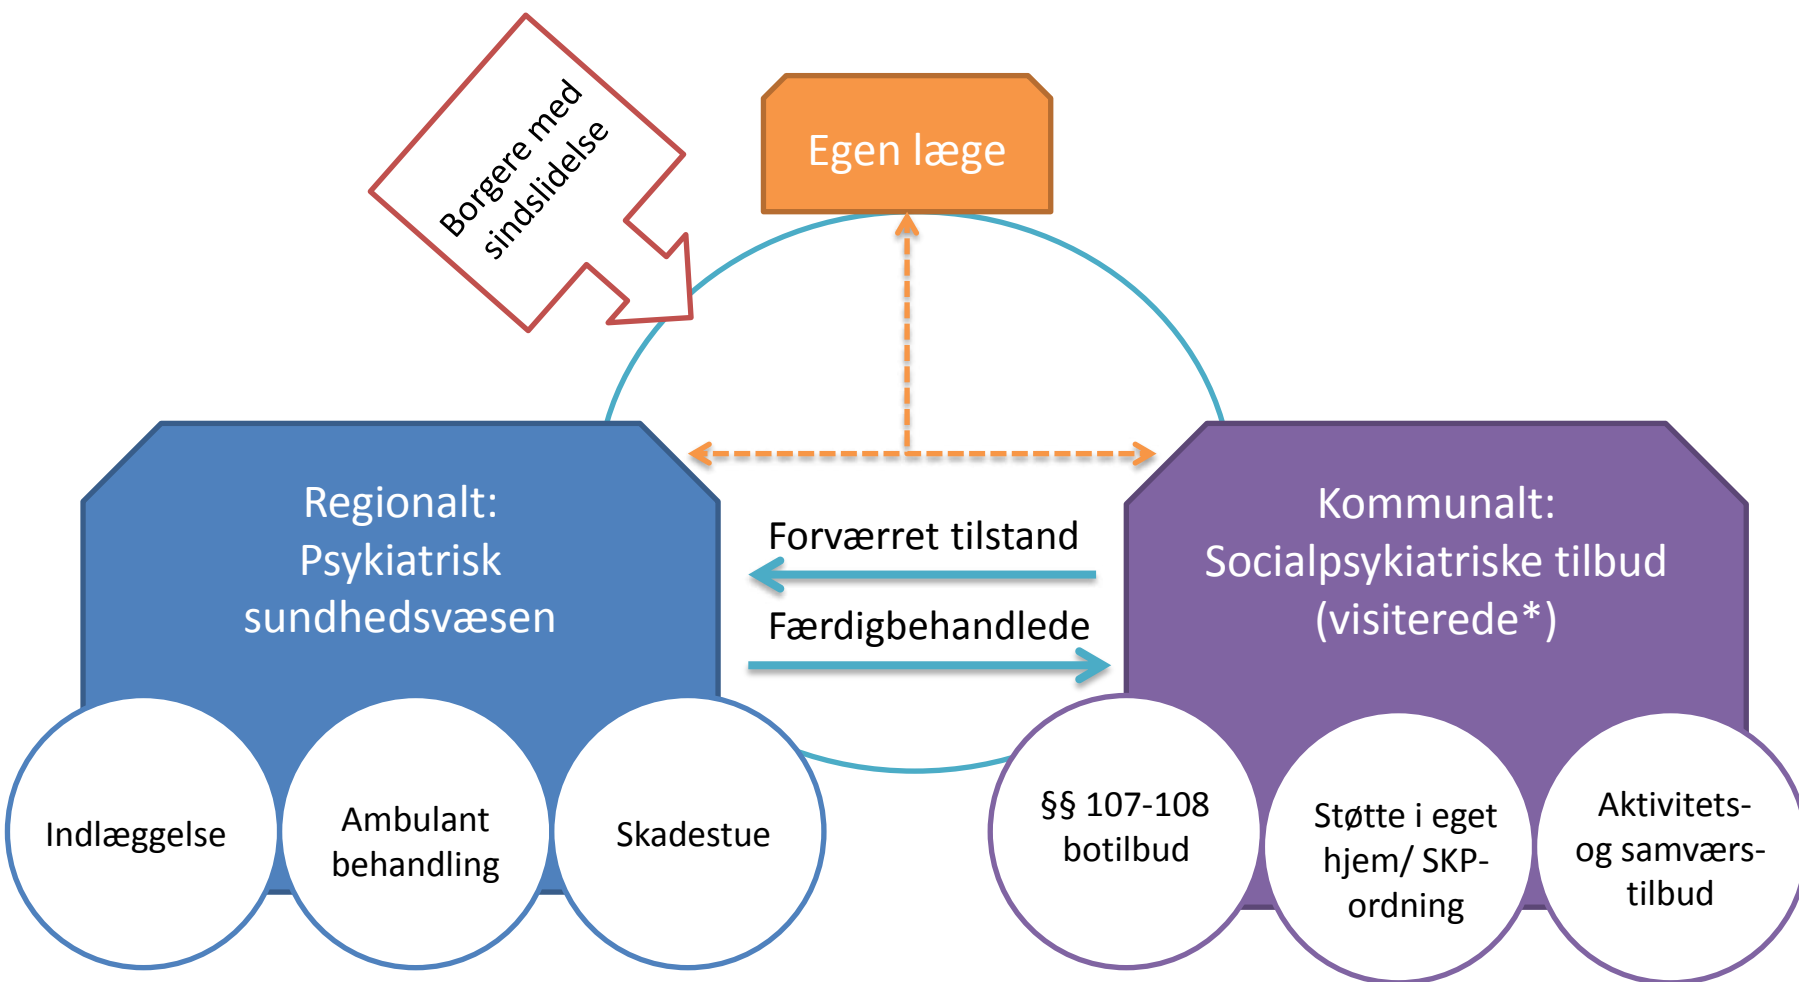 Borgere med
sindslidelse
Egen læge
Regionalt:
Psykiatrisk
sundhedsvæsen
Forværret tilstand
Færdigbehandlede
Kommunalt:
Socialpsykiatriske tilbud
(visiterede*)
Indlæggelse
Ambulant
behandling
Skadestue
§§ 107-108
botilbud
Støtte i eget
hjem/ SKP-
ordning
Aktivitets-
og samværs-
tilbud